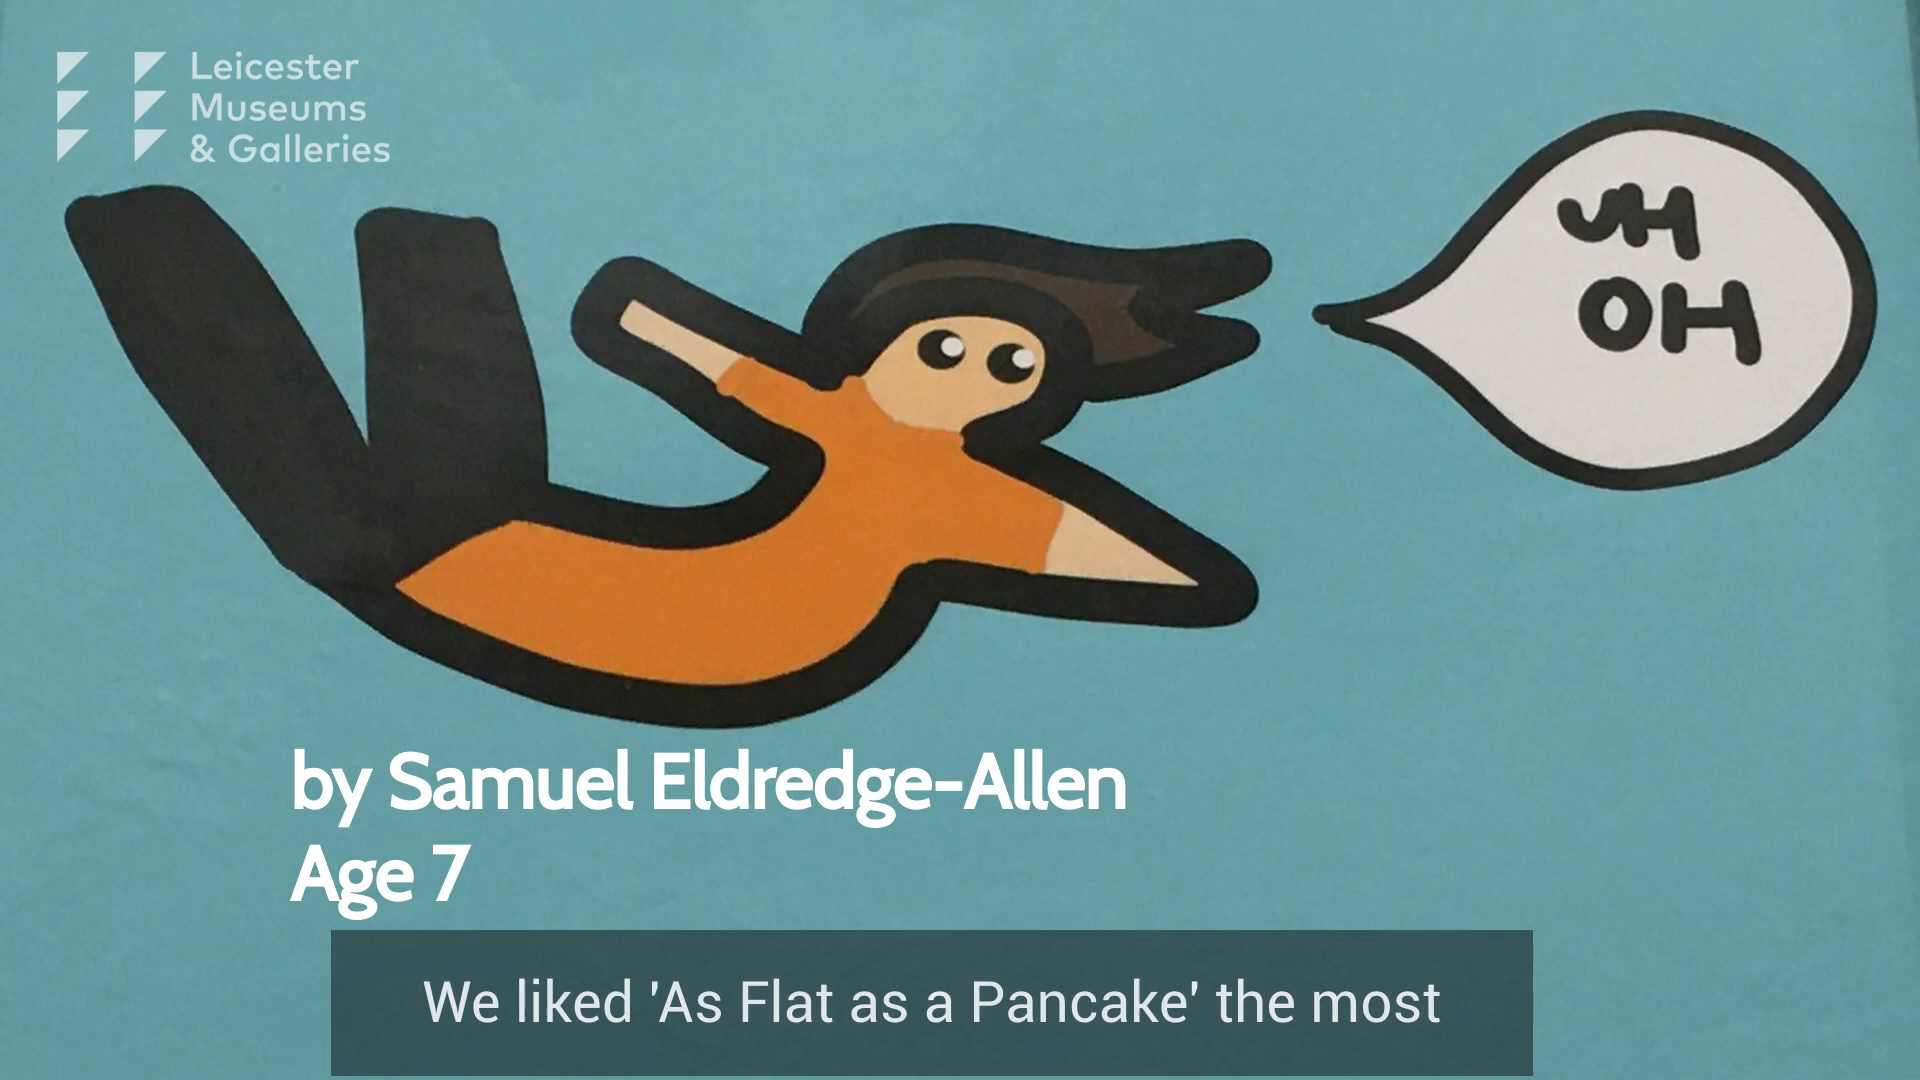 Leicester
Museums
& Galleries
UH
OH
by Samuel Eldredge-Allen
Age 7
We liked 'As Flat as a Pancake' the most